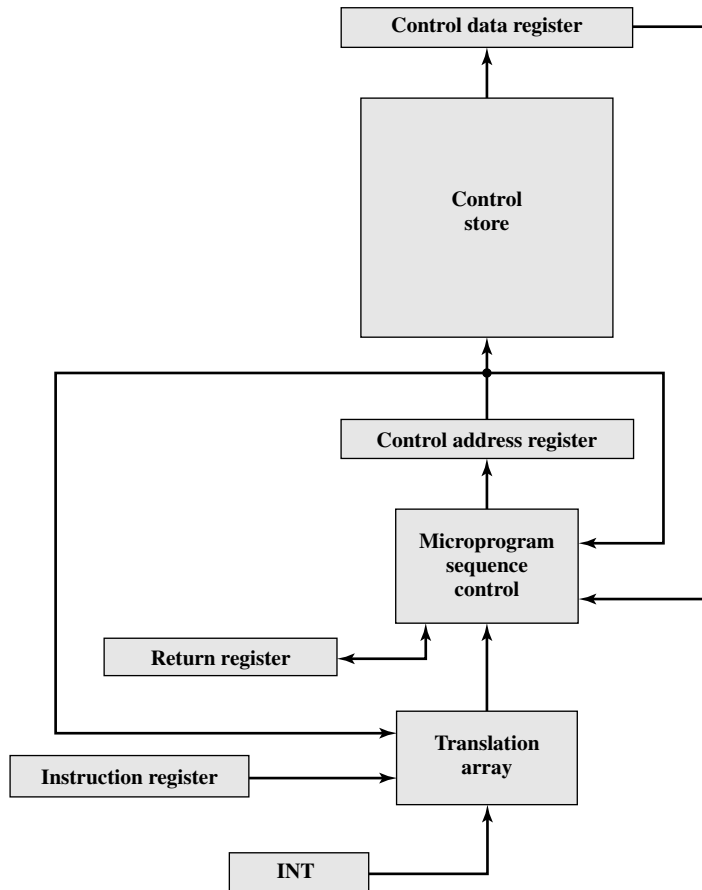 Control data register
Control
store
Control address register
Microprogram
sequence
control
Return register
Translation
array
Instruction register
INT